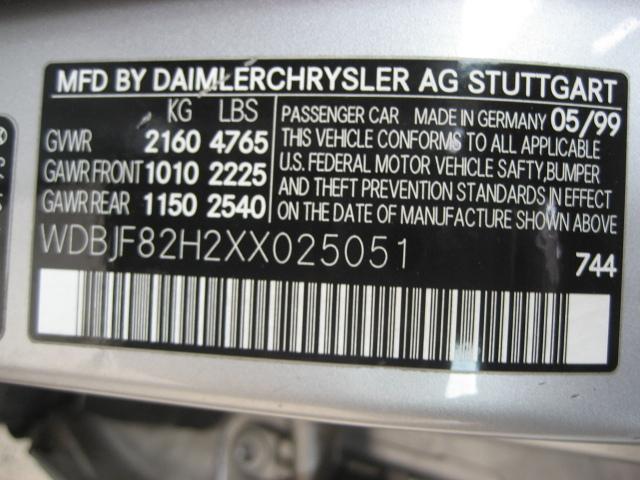 MFD BY DAIMLERCHRYSLER AG STUTTGART
KG LBS
GVWR 2160 4765
GAWR FRONT 1010 2225
GAWR REAR 1150 2540
PASSENGER CAR MADE IN GERMANY 05/99
THIS VEHICLE CONFORMS TO ALL APPLICABLE
U.S. FEDERAL MOTOR VEHICLE SAFTY,BUMPER
AND THEFT PREVENTION STANDARDS IN EFFECT
ON THE DATE OF MANUFACTURE SHOWN ABOVE
WDBJF82H2XX025051
744